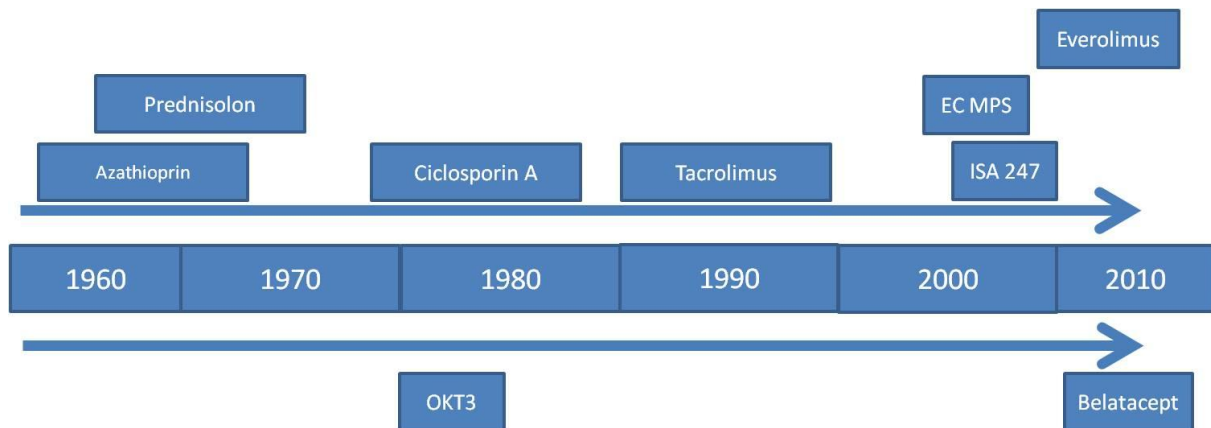 Everolimus
Prednisolon
EC MPS
Azathioprin
Ciclosporin A
Tacrolimus
ISA 247
1960
1970
1980
1990
2000
2010
OKT3
Belatacept